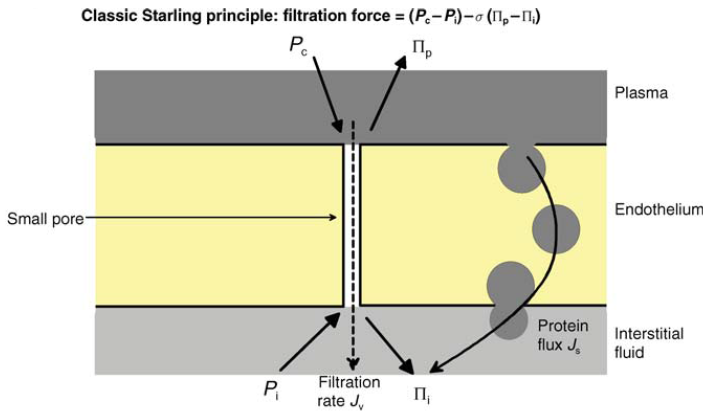 Classic Starling principle: filtration force = (Pc – Pi) – σ (Πp – Πi)
Pc
Πp
Plasma
Small pore
Endothelium
Protein
flux Js
Interstitial
fluid
Pi
Filtration
rate Jv
Πi